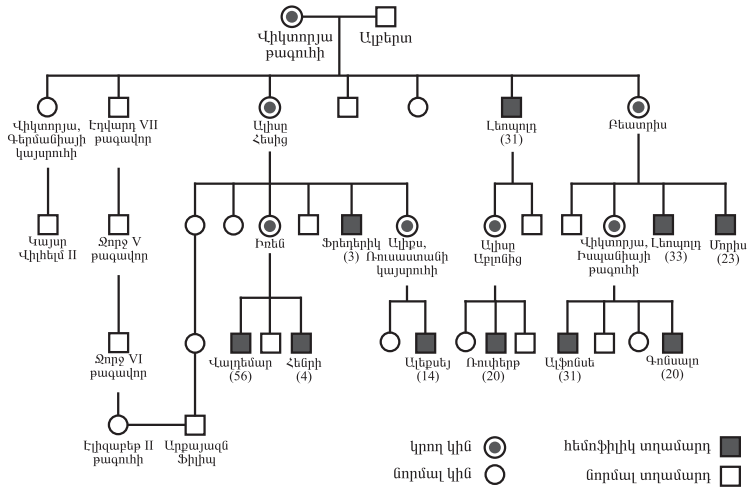 Վիկտորյա
թագուհի
Ալբերտ
Վիկտորյա,
Գերմանիայի
կայսրուհի
Էդվարդ VII
թագավոր
Ալիսը
Հեսից
Լեոպոլդ
(31)
Բեատրիս
Կայսր
Վիլհելմ II
Ջորջ V
թագավոր
Իռեն
Ֆրեդերիկ
(3)
Ալիքս,
Ռուսաստանի
կայսրուհի
Ալիսը
Աբլոնից
Վիկտորյա,
Իսպանիայի
թագուհի
Լեոպոլդ
(33)
Մորիս
(23)
Ջորջ VI
թագավոր
Վալդեմար
(56)
Հենրի
(4)
Ալեքսեյ
(14)
Ռուփերթ
(20)
Ալֆոնսե
(31)
Գոնսալո
(20)
Էլիզաբեթ II
թագուհի
Արքայազն
Ֆիլիպ
կրող կին
նորմալ կին
հեմոֆիլիկ տղամարդ
նորմալ տղամարդ